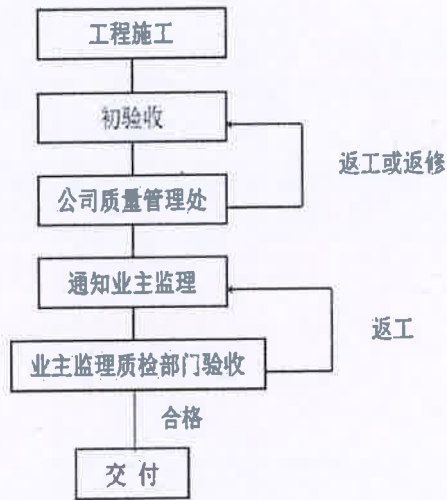 工程施工
初验收
返工或返修
公司质量管理处
通知业主监理
返工
业主监理质检部门验收
合格
交付